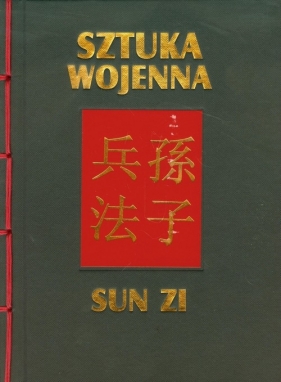 SZTUKA
WOJENNA
孫子
兵法
SUN ZI